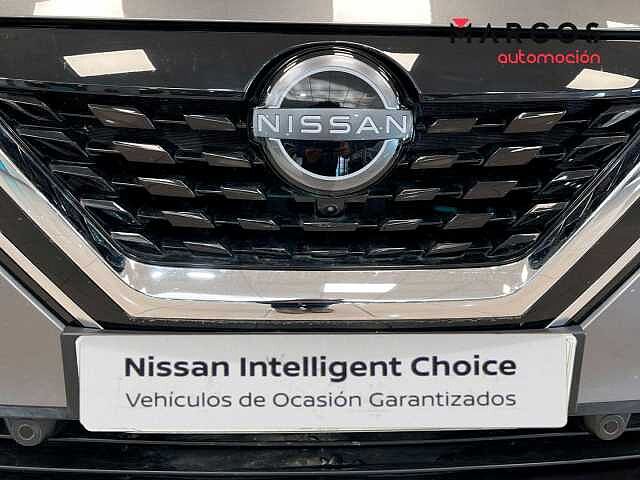 MARCOS
automoción
NISSAN
Nissan Intelligent Choice
Vehículos de Ocasión Garantizados